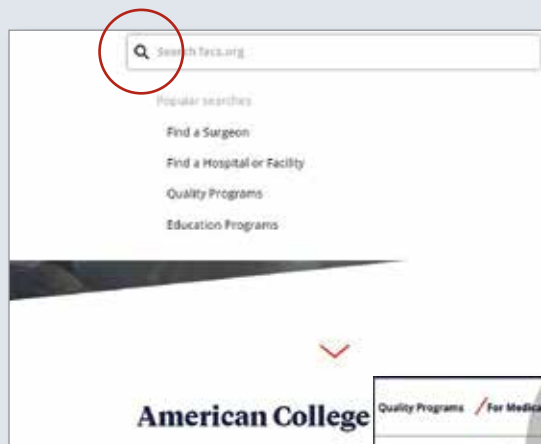 Search facs.org
Popular searches
Find a Surgeon
Find a Hospital or Facility
Quality Programs
Education Programs
American College
Quality Programs / For Medica